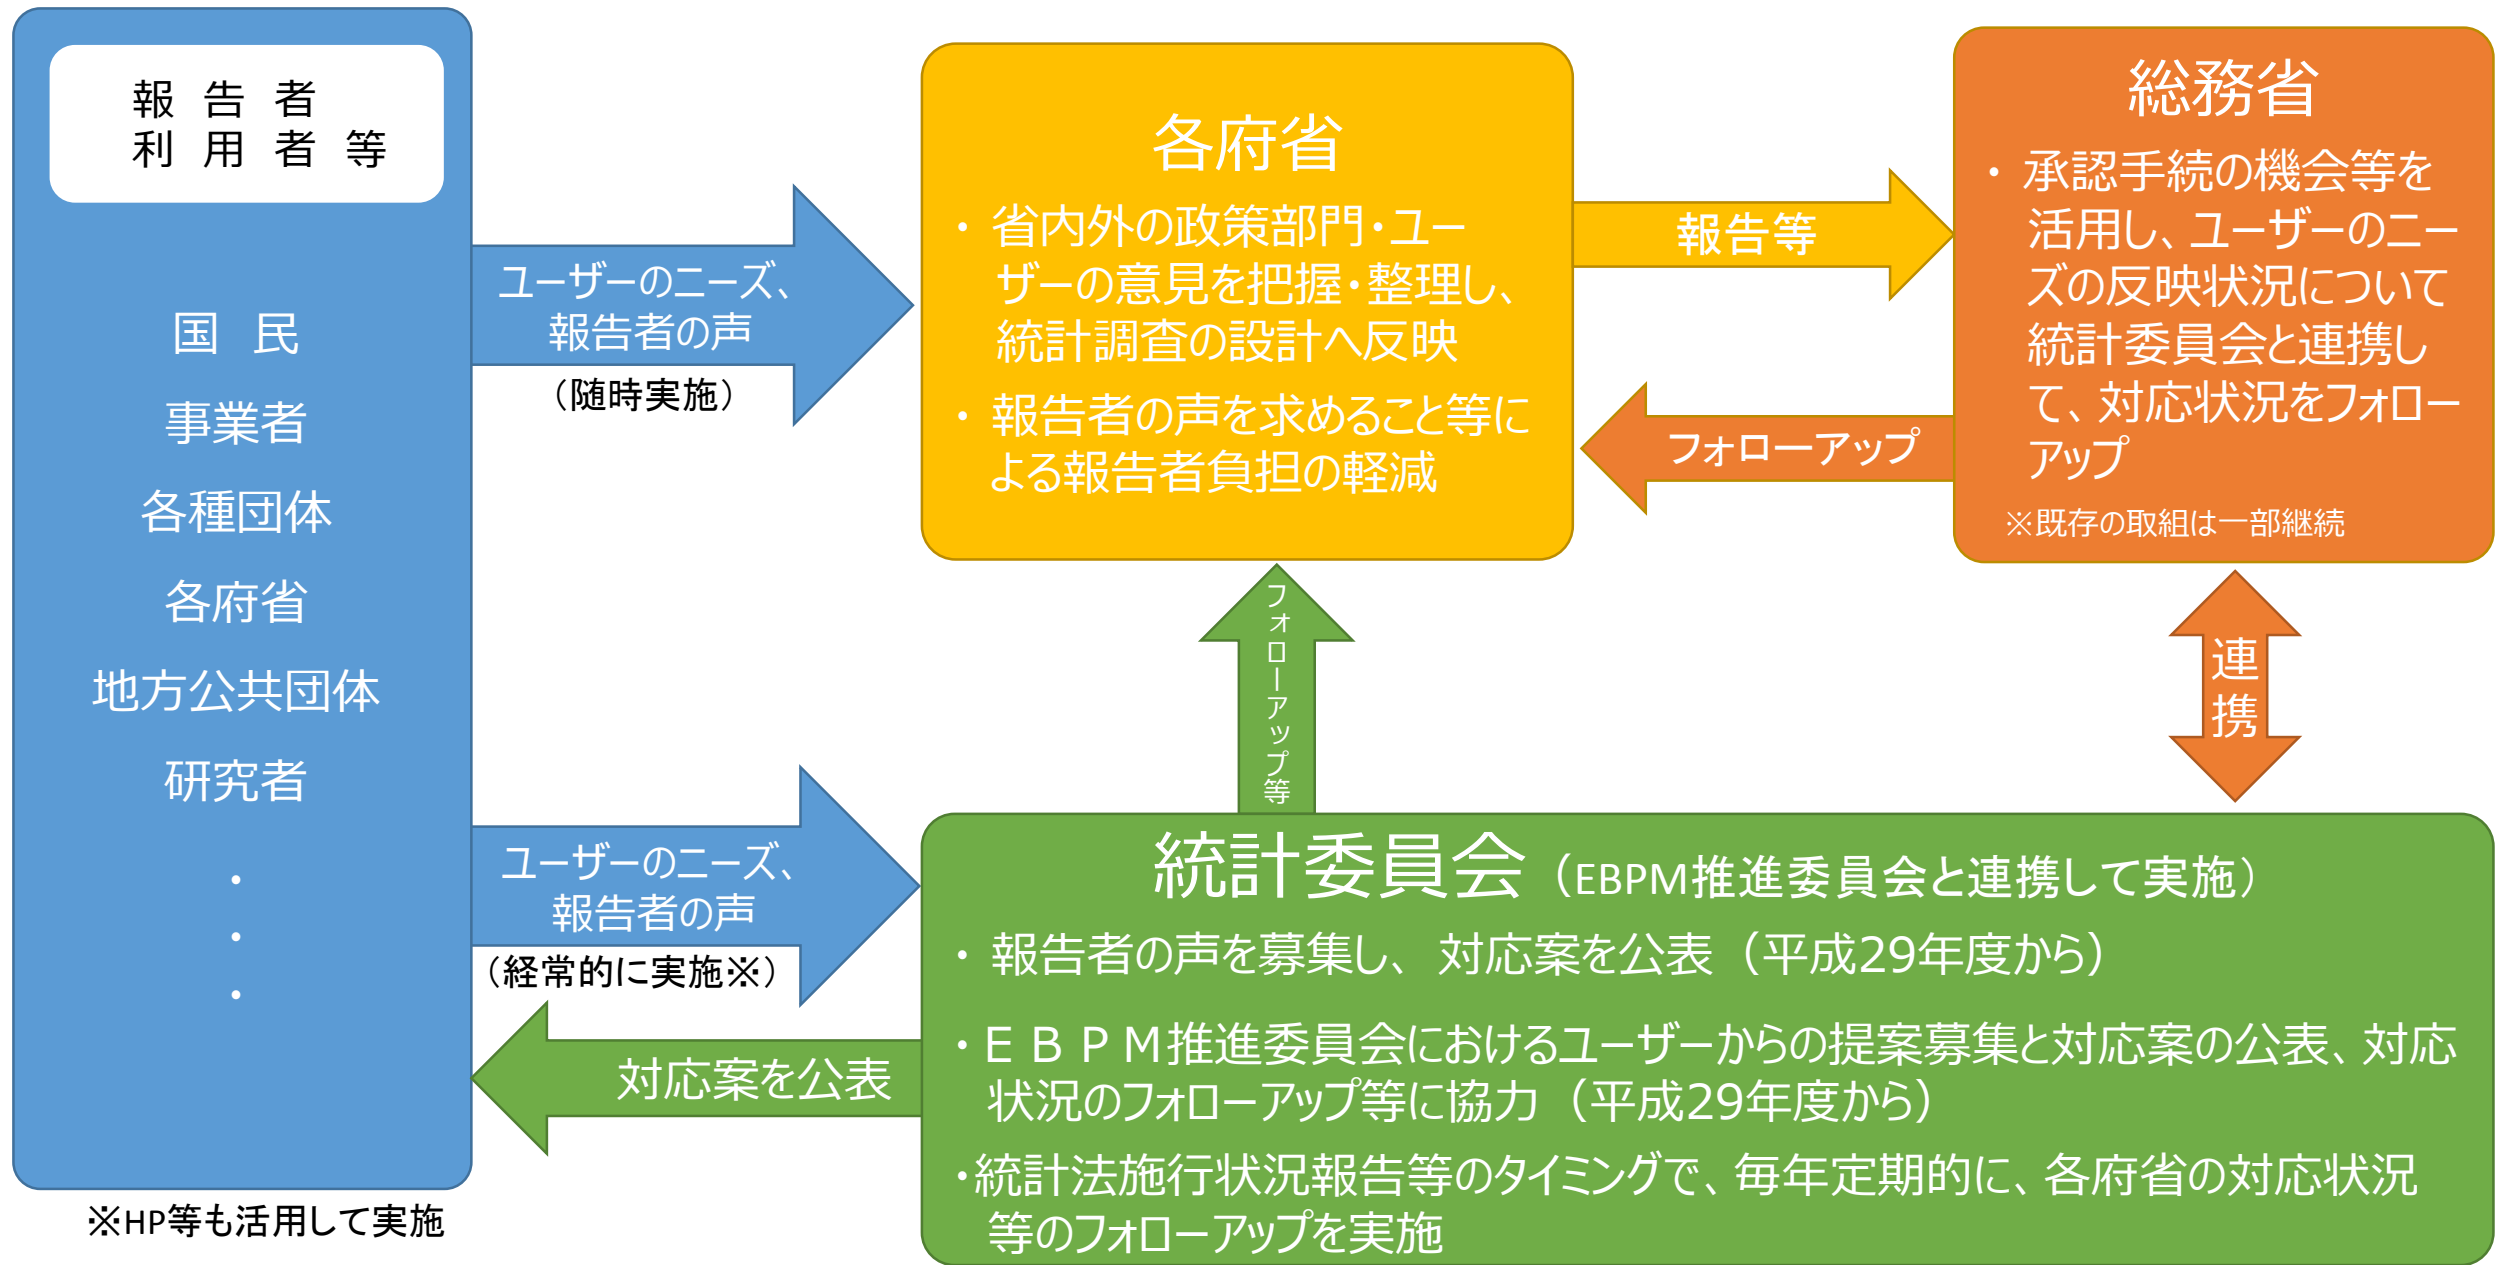 報告者
利用者等
国　民
事業者
各種団体
各府省
地方公共団体
研究者
・
・
・
※HP等も活用して実施
ユーザーのニーズ、
報告者の声
（随時実施）
ユーザーのニーズ、
報告者の声
（経常的に実施※）
対応案を公表
各府省
・ 省内外の政策部門・ユー
ザーの意見を把握・整理し、
統計調査の設計へ反映
・ 報告者の声を求めること等に
よる報告者負担の軽減
報告等
フォローアップ
総務省
・ 承認手続の機会等を
活用し、ユーザーのニー
ズの反映状況について
統計委員会と連携し
て、対応状況をフォロー
アップ
※既存の取組は一部継続
フォローアップ等
連携
統計委員会（EBPM推進委員会と連携して実施）
・ 報告者の声を募集し、対応案を公表（平成29年度から）
・ＥＢＰＭ推進委員会におけるユーザーからの提案募集と対応案の公表、対応
状況のフォローアップ等に協力（平成29年度から）
・統計法施行状況報告等のタイミングで、毎年定期的に、各府省の対応状況
等のフォローアップを実施